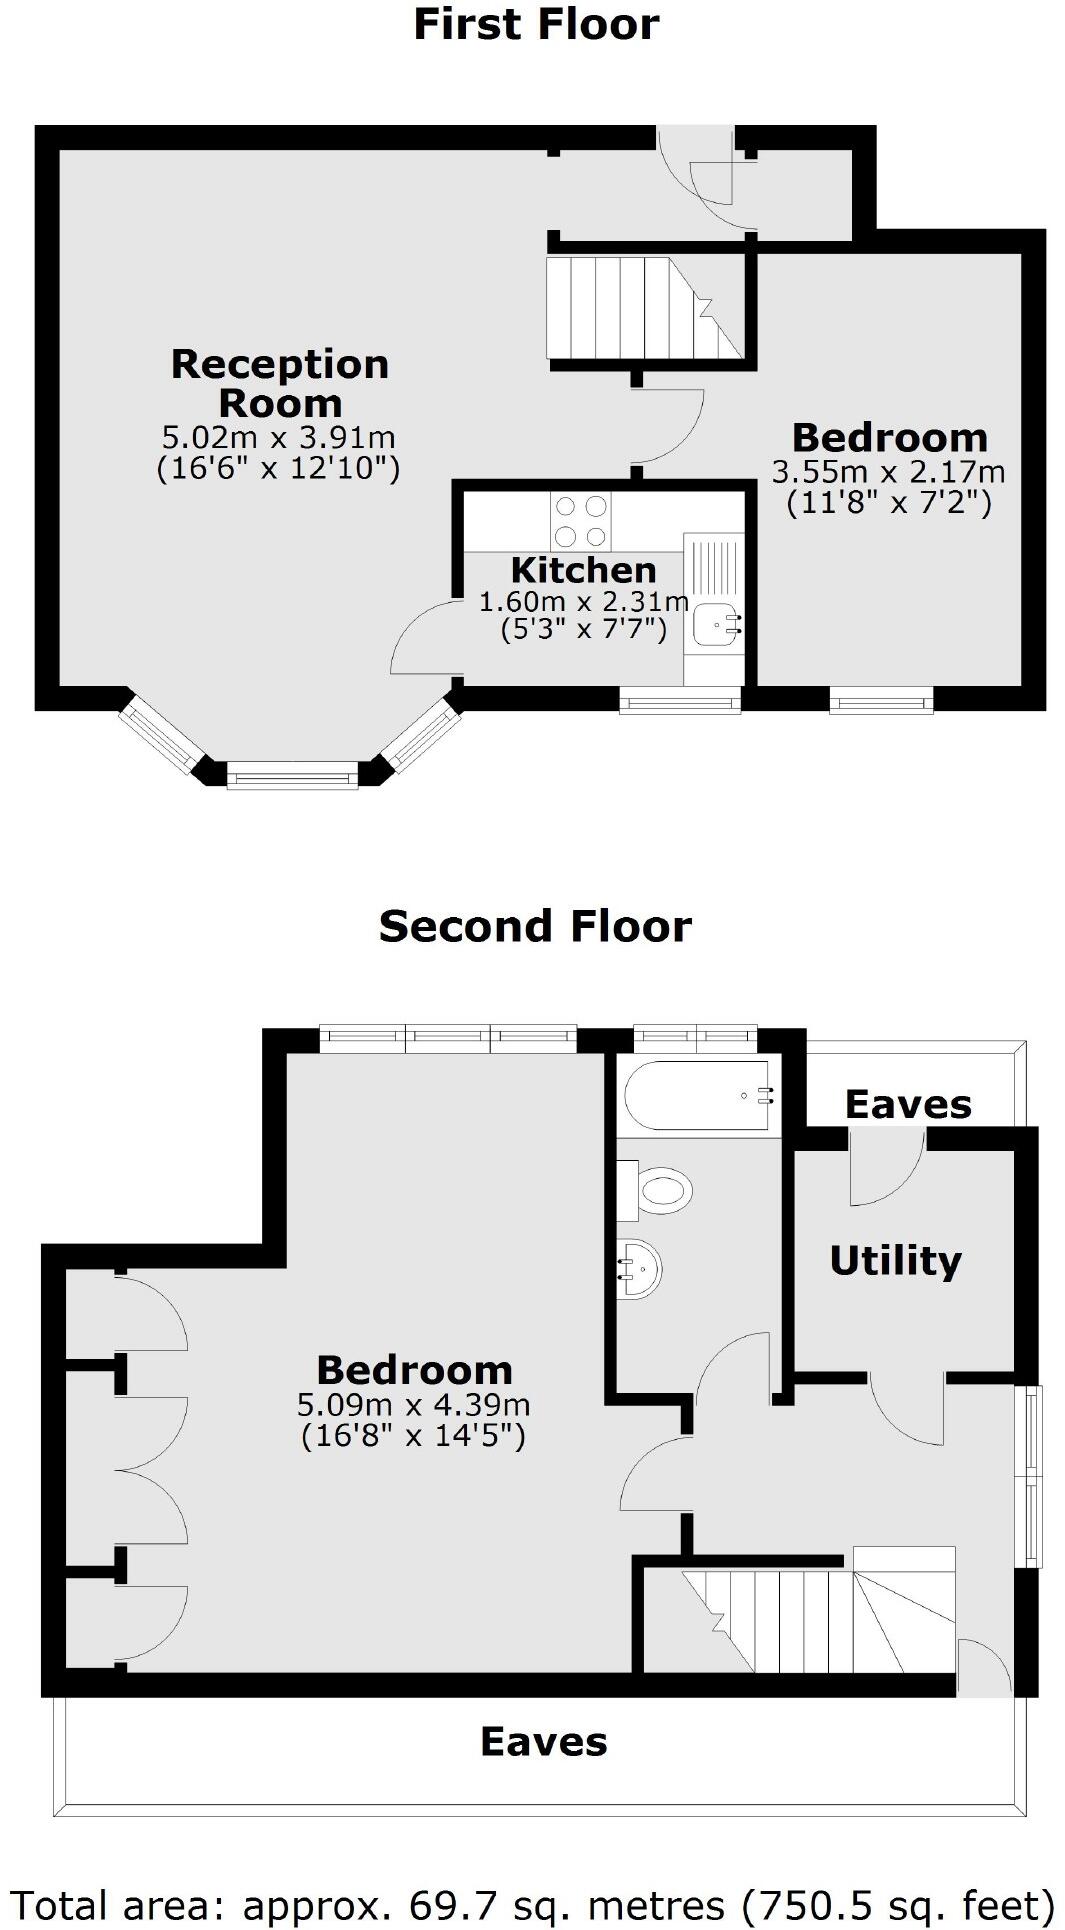 First Floor
Reception
Room
5.02m x 3.91m
(16'6" x 12'10")
Bedroom
3.55m x 2.17m
(11'8" x 7'2")
Kitchen
1.60m x 2.31m
(5'3" x 7'7")
Second Floor
Eaves
Utility
Bedroom
5.09m x 4.39m
(16'8" x 14'5")
Eaves
Total area: approx. 69.7 sq. metres (750.5 sq. feet)